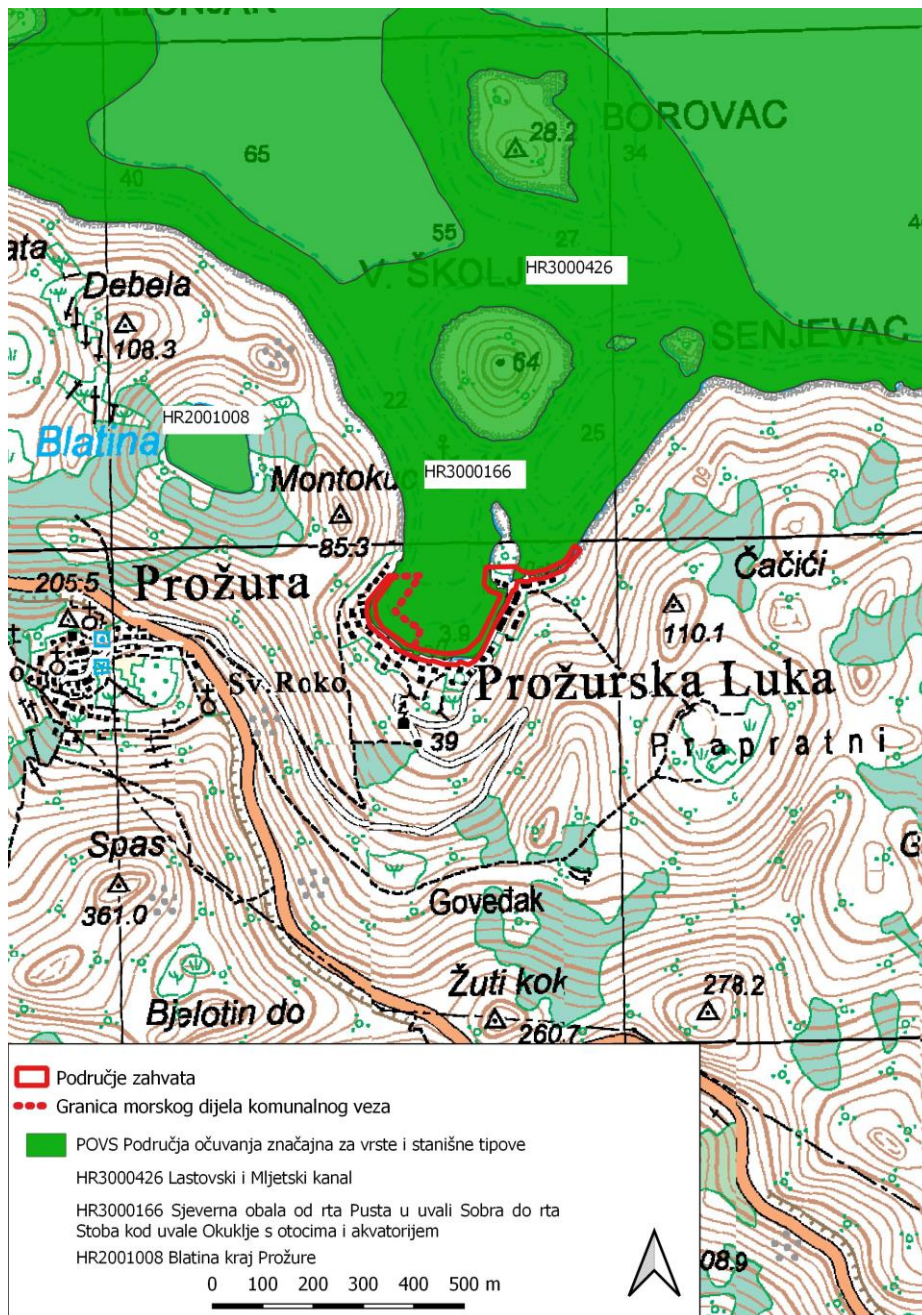 GALICNJAK
28.2
BOROVAC
65
34
40
55
27
V. ŠKOLJ
HR3000426
Debela
108.3
SENJEVAC
64
22
HR2001008
Blatina
25
HR3000166
Montokuc
50
85.3
Čačići
205.5
Prožura
3.9
110.1
Sv. Roko
Prožurska Luka
39
Prapratni
Spas
361.0
Goveđak
Žuti kok
278.2
Bjelotin do
260.7
Područje zahvata
Granica morskog dijela komunalnog veza
POVS Područja očuvanja značajna za vrste i stanišne tipove
HR3000426 Lastovski i Mljetski kanal
HR3000166 Sjeverna obala od rta Pusta u uvali Sobra do rta
Stoba kod uvale Okuklje s otocima i akvatorijem
HR2001008 Blatina kraj Prožure
08.9
0 100 200 300 400 500 m